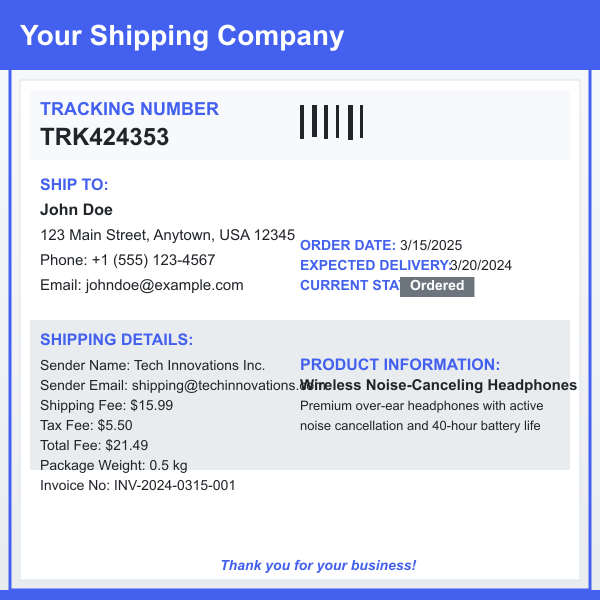 Your Shipping Company
TRACKING NUMBER
TRK424353
SHIP TO:
John Doe
123 Main Street, Anytown, USA 12345
Phone: +1 (555) 123-4567
Email: johndoe@example.com
ORDER DATE: 3/15/2025
EXPECTED DELIVERY: 3/20/2024
CURRENT STAT Ordered
SHIPPING DETAILS:
Sender Name: Tech Innovations Inc.
Sender Email: shipping@techinnovations.com
Shipping Fee: $15.99
Tax Fee: $5.50
Total Fee: $21.49
Package Weight: 0.5 kg
Invoice No: INV-2024-0315-001
PRODUCT INFORMATION:
Wireless Noise-Canceling Headphones
Premium over-ear headphones with active
noise cancellation and 40-hour battery life
Thank you for your business!